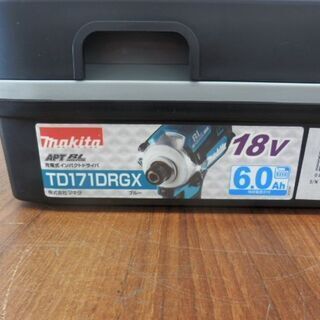 makita
APT BL
充電式インパクトドライバ
TD171DRGX
株式会社マキタ ブルー
18V
6.0Ah